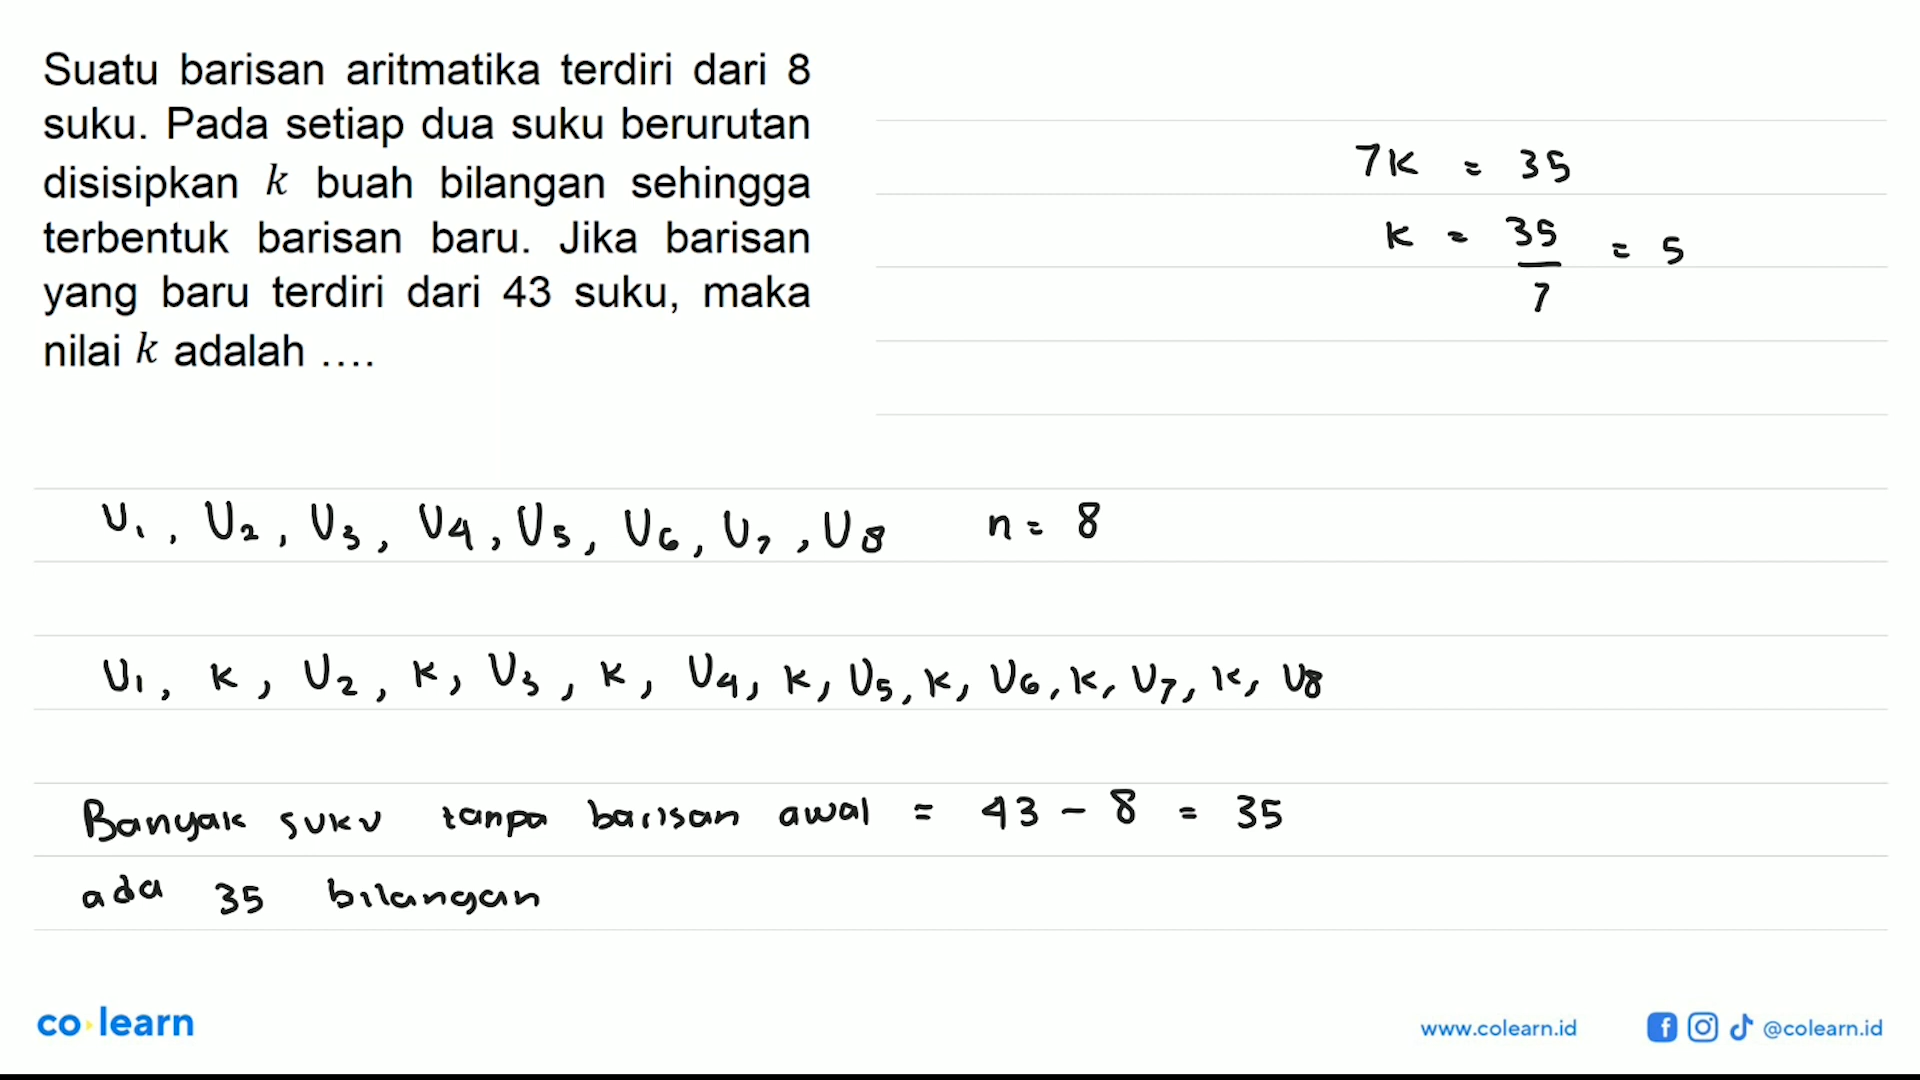 Suatu barisan aritmatika terdiri dari 8
suku. Pada setiap dua suku berurutan
disisipkan k buah bilangan sehingga
terbentuk barisan baru. Jika barisan
yang baru terdiri dari 43 suku, maka
nilai k adalah ....
7k = 35
k = 35/7 = 5
U1, U2, U3, U4, U5, U6, U7, U8 n = 8
U1, k, U2, k, U3, k, U4, k, U5, k, U6, k, U7, k, U8
Banyak suku tanpa barisan awal = 43 - 8 = 35
ada 35 bilangan
co learn
www.colearn.id
@colearn.id